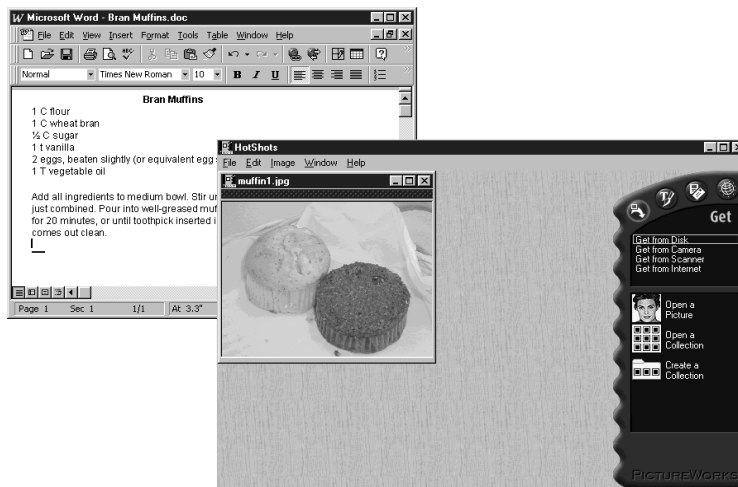 Microsoft Word - Bran Muffins.doc
File Edit View Insert Format Tools Table Window Help
Normal Times New Roman 10 B I U
Bran Muffins
1 C flour
1 C wheat bran
½ C sugar
1 t vanilla
2 eggs, beaten slightly (or equivalent egg
1 T vegetable oil
Add all ingredients to medium bowl. Stir
just combined. Pour into well-greased
for 20 minutes, or until toothpick inserted
comes out clean.
Page 1 Sec 1 1/1 At 3.3"
HotShots
File Edit Image Window Help
muffin1.jpg
Get
Get from Disk
Get from Camera
Get from Scanner
Get from Internet
Open a
Picture
Open a
Collection
Create a
Collection
PICTUREWORKS